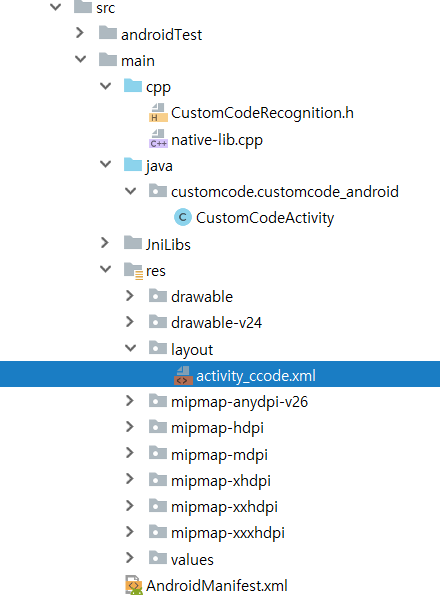 src
androidTest
main
cpp
CustomCodeRecognition.h
native-lib.cpp
java
customcode.customcode_android
CustomCodeActivity
JniLibs
res
drawable
drawable-v24
layout
activity_ccode.xml
mipmap-anydpi-v26
mipmap-hdpi
mipmap-mdpi
mipmap-xhdpi
mipmap-xxhdpi
mipmap-xxxhdpi
values
AndroidManifest.xml